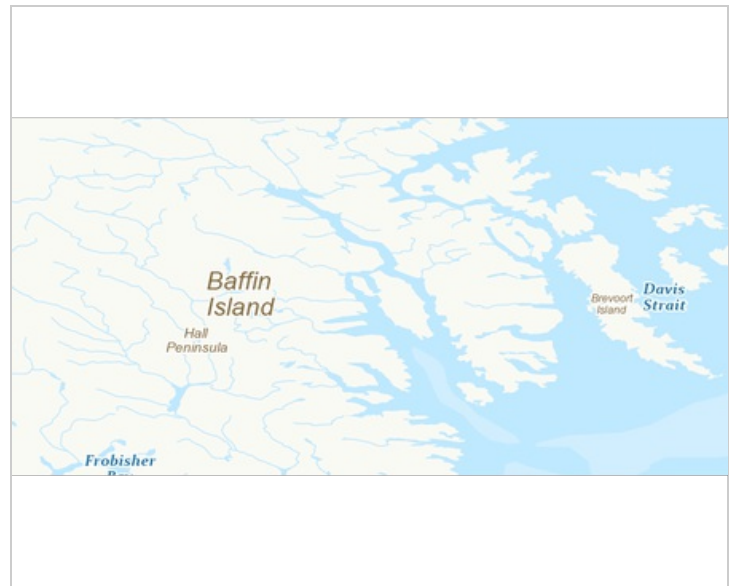 Baffin
Island
Hall
Peninsula
Brevoort
Island
Davis
Strait
Frobisher